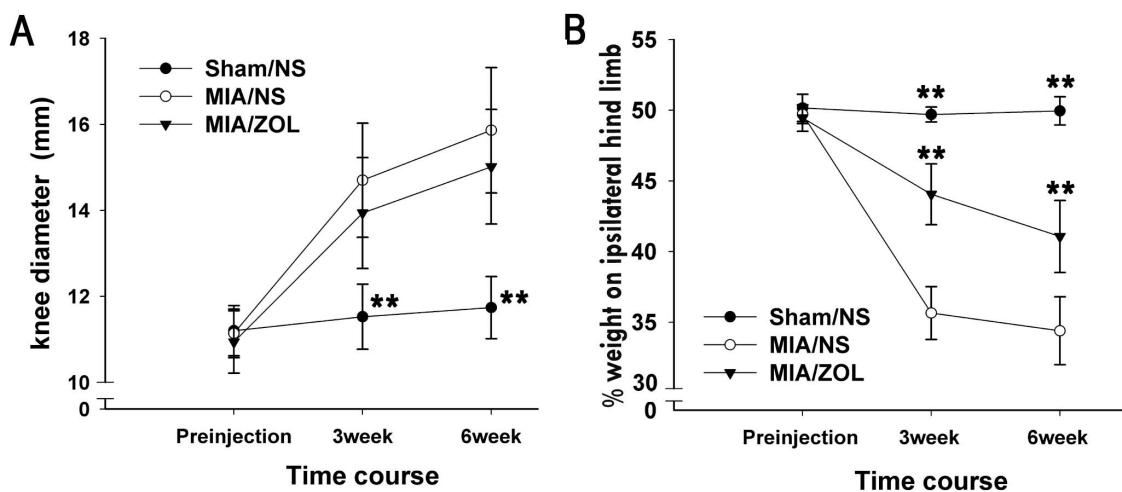 A
18
16
14
12
10
0
knee diameter (mm)
Sham/NS
MIA/NS
MIA/ZOL
**
**
Preinjection 3week 6week
Time course
B
55
50
45
40
35
30
0
% weight on ipsilateral hind limb
**
**
**
**
Sham/NS
MIA/NS
MIA/ZOL
Preinjection 3week 6week
Time course